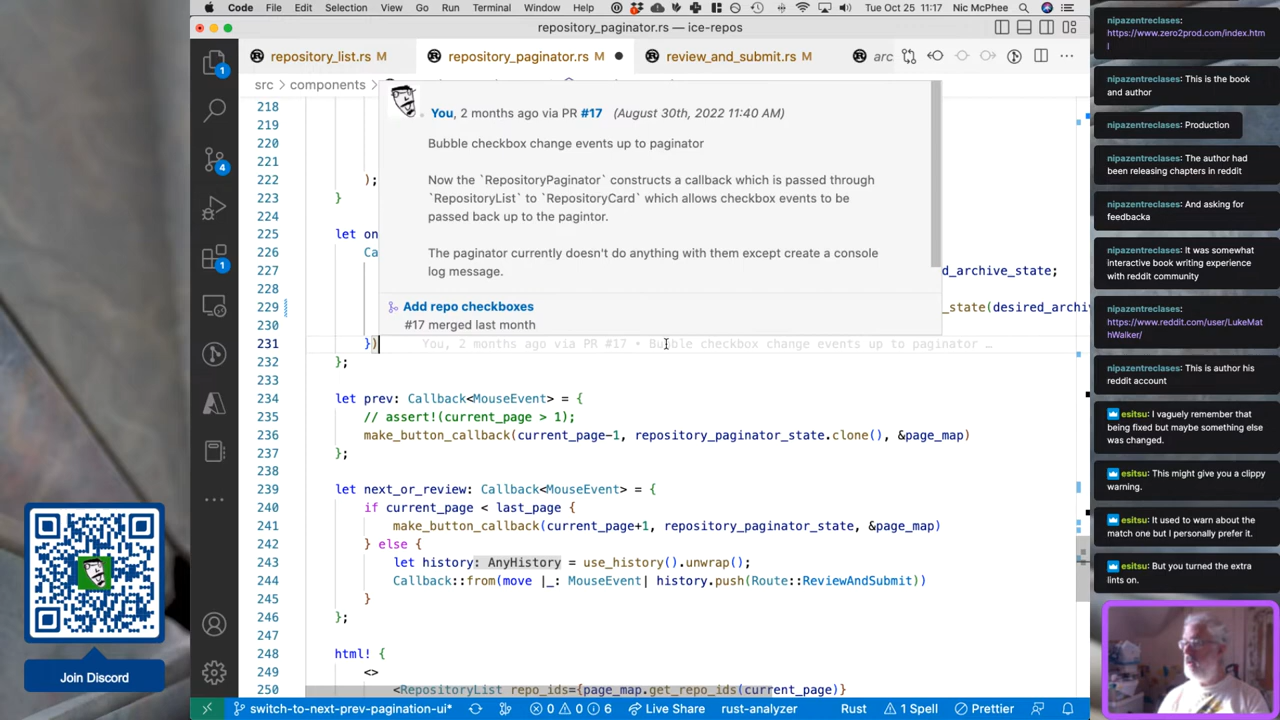 Code File Edit Selection View Go Run Terminal Window Help Tue Oct 25 11:17 Nic McPhee
repository_paginator.rs — ice-repos
repository_list.rs M
repository_paginator.rs M
review_and_submit.rs M
arc
src > components
You, 2 months ago via PR #17 (August 30th, 2022 11:40 AM)
Bubble checkbox change events up to paginator
Now the `RepositoryPaginator` constructs a callback which is passed through
`RepositoryList` to `RepositoryCard` which allows checkbox events to be
passed back up to the pagintor.
The paginator currently doesn't do anything with them except create a console
log message.
Add repo checkboxes
#17 merged last month
218
219
220
221
222 );
223 }
224
225 let on
226 Ca
227 d_archive_state;
228
229 _state(desired_archiv
230
231 }) You, 2 months ago via PR #17 • Bubble checkbox change events up to paginator …
232 };
233
234 let prev: Callback<MouseEvent> = {
235 // assert!(current_page > 1);
236 make_button_callback(current_page-1, repository_paginator_state.clone(), &page_map)
237 };
238
239 let next_or_review: Callback<MouseEvent> = {
240 if current_page < last_page {
241 make_button_callback(current_page+1, repository_paginator_state, &page_map)
242 } else {
243 let history: AnyHistory = use_history().unwrap();
244 Callback::from(move |_: MouseEvent| history.push(Route::ReviewAndSubmit))
245 }
246 };
247
248 html! {
249 <>
250 <RepositoryList repo_ids={page_map.get_repo_ids(current_page)}
1
4
1
switch-to-next-prev-pagination-ui* 0 0 6 Live Share rust-analyzer Rust 1 Spell Prettier
Join Discord
nipazentreclases:
https://www.zero2prod.com/index.htm
l
nipazentreclases: This is the book
and author
nipazentreclases: Production
nipazentreclases: The author had
been releasing chapters in reddit
nipazentreclases: And asking for
feedbacka
nipazentreclases: It was somewhat
interactive book writing experience
with reddit community
nipazentreclases:
https://www.reddit.com/user/LukeMat
hWalker/
nipazentreclases: This is author his
reddit account
esitsu: I vaguely remember that
being fixed but maybe something else
was changed.
esitsu: This might give you a clippy
warning.
esitsu: It used to warn about the
match one but I personally prefer it.
esitsu: But you turned the extra
lints on.